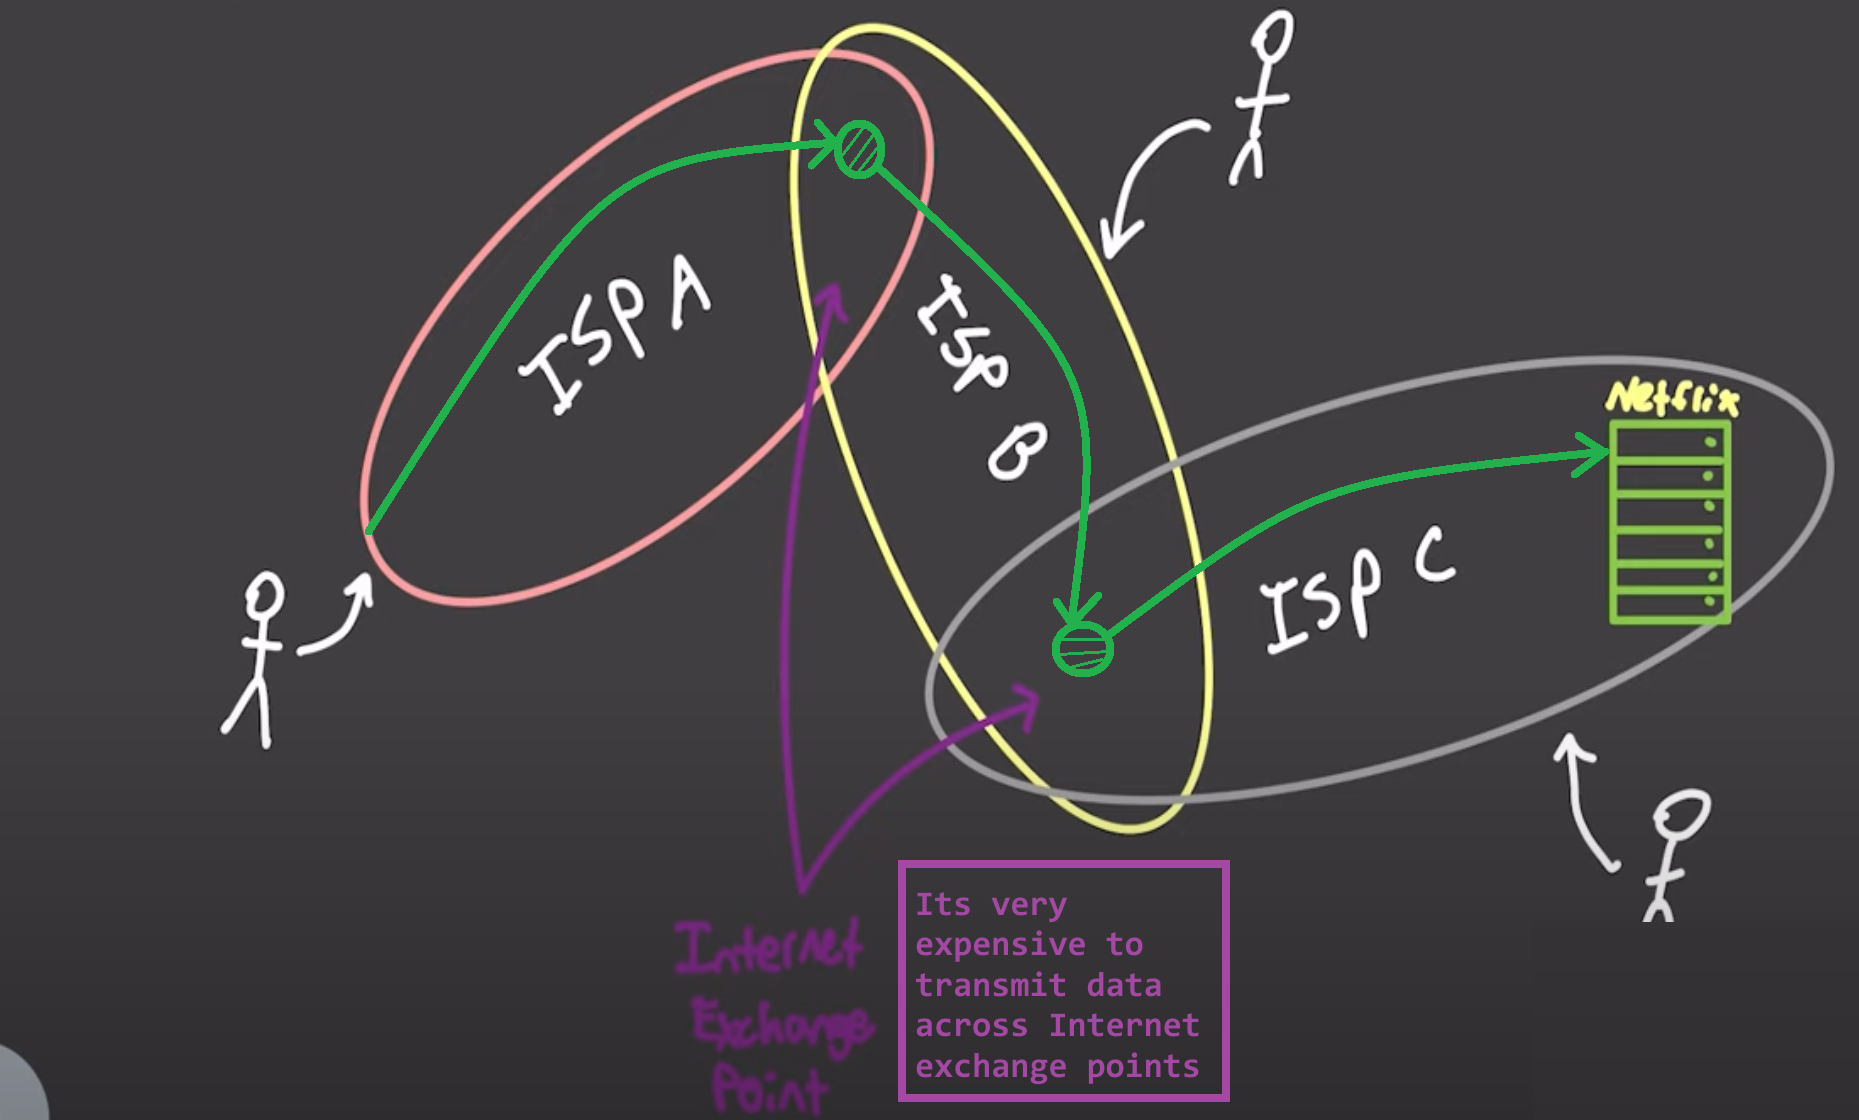 ISP A
ISP B
Netflix
ISP C
Internet
Exchange
Point
Its very
expensive to
transmit data
across Internet
exchange points